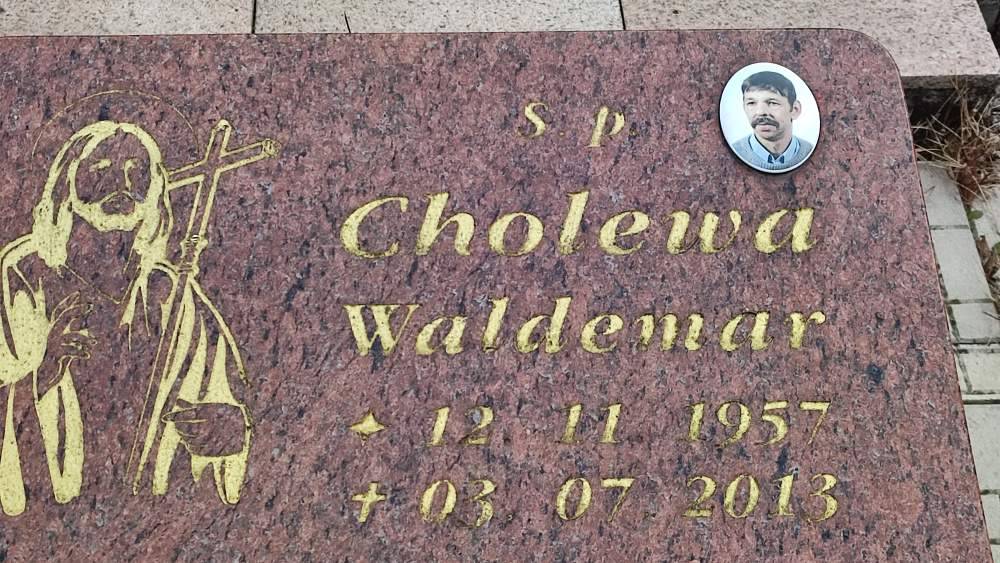 S. p.
Cholewa
Waldemar
12 11 1957
03. 07. 2013